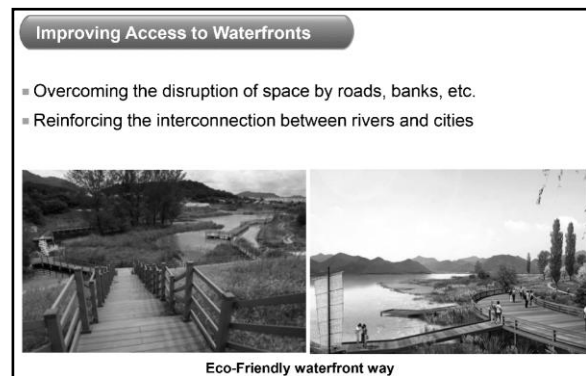 Improving Access to Waterfronts
Overcoming the disruption of space by roads, banks, etc.
Reinforcing the interconnection between rivers and cities
Eco-Friendly waterfront way